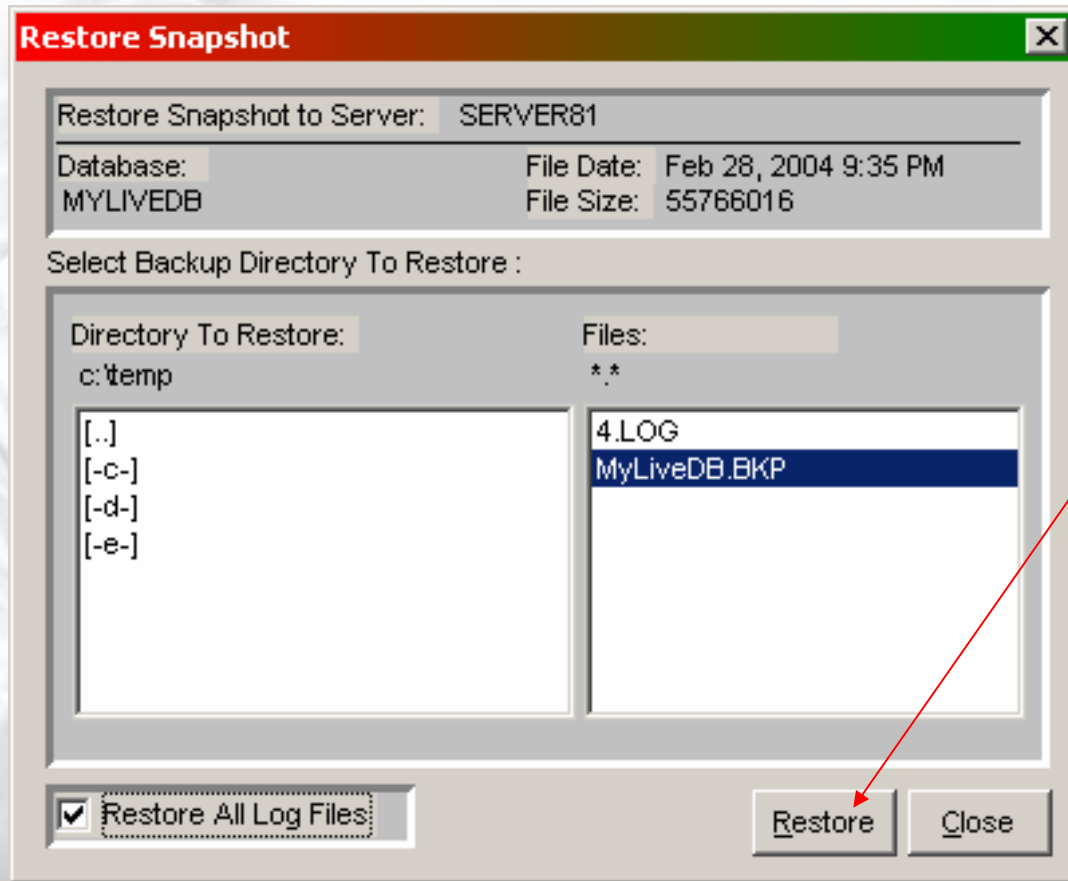 Restore Snapshot
Restore Snapshot to Server: SERVER81
Database: File Date: Feb 28, 2004 9:35 PM
MYLIVEDB File Size: 55766016
Select Backup Directory To Restore :
Directory To Restore: Files:
c:\temp *.*
[..] 4.LOG
[-c-] MyLiveDB.BKP
[-d-]
[-e-]
Restore All Log Files Restore Close